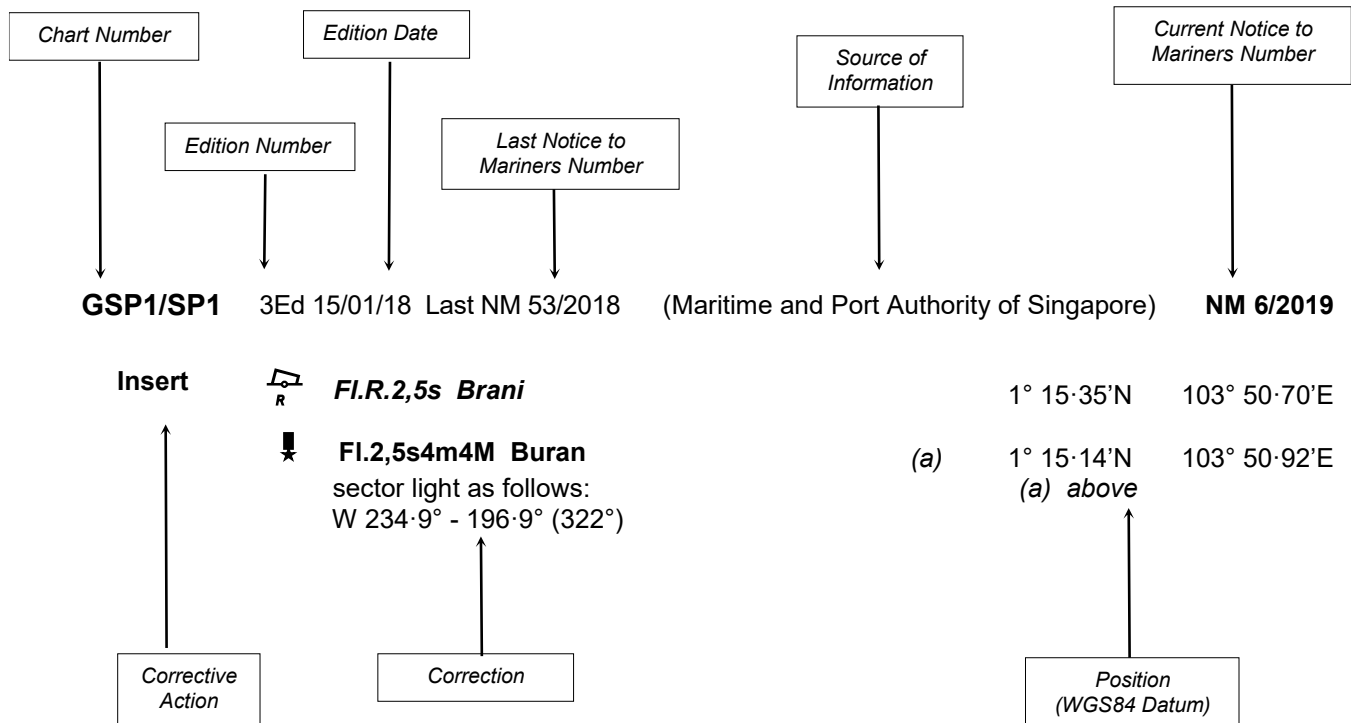 Chart Number
Edition Date
Current Notice to
Mariners Number
Source of
Information
Edition Number
Last Notice to
Mariners Number
GSP1/SP1 3Ed 15/01/18 Last NM 53/2018 (Maritime and Port Authority of Singapore) NM 6/2019
Insert R Fl.R.2,5s Brani 1° 15·35'N 103° 50·70'E
Fl.2,5s4m4M Buran (a) 1° 15·14'N 103° 50·92'E
sector light as follows: (a) above
W 234·9° - 196·9° (322°)
Corrective
Action
Correction
Position
(WGS84 Datum)